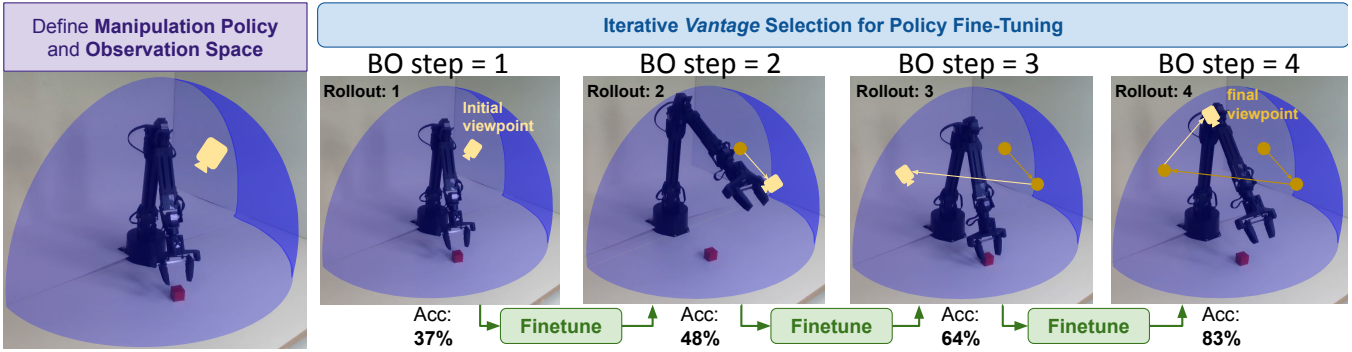 Define Manipulation Policy
and Observation Space
Iterative Vantage Selection for Policy Fine-Tuning
BO step = 1
BO step = 2
BO step = 3
BO step = 4
Rollout: 1
Initial
viewpoint
Rollout: 2
Rollout: 3
Rollout: 4
final
viewpoint
Acc:
37%
Finetune
Acc:
48%
Finetune
Acc:
64%
Finetune
Acc:
83%